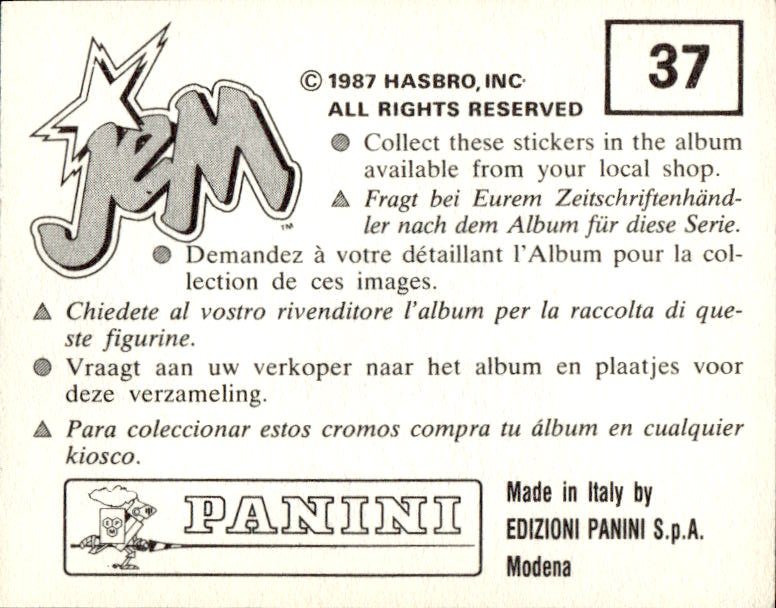 jem
™
© 1987 HASBRO, INC.
ALL RIGHTS RESERVED
37
Collect these stickers in the album
available from your local shop.
Fragt bei Eurem Zeitschriftenhänd-
ler nach dem Album für diese Serie.
Demandez à votre détaillant l'Album pour la col-
lection de ces images.
Chiedete al vostro rivenditore l'album per la raccolta di que-
ste figurine.
Vraagt aan uw verkoper naar het album en plaatjes voor
deze verzameling.
Para coleccionar estos cromos compra tu álbum en cualquier
kiosco.
PANINI
Made in Italy by
EDIZIONI PANINI S.p.A.
Modena